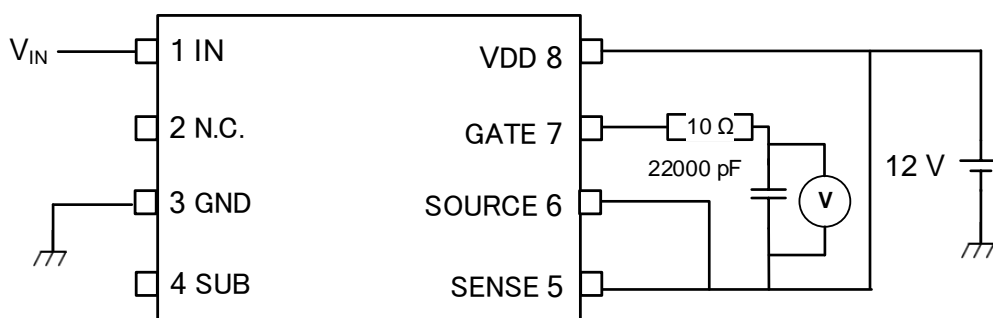 V_IN
1 IN
2 N.C.
3 GND
4 SUB
VDD 8
GATE 7
SOURCE 6
SENSE 5
10 Ω
22000 pF
V
12 V